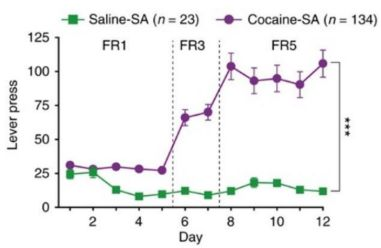 Saline-SA (n = 23) Cocaine-SA (n = 134)
125
100
75
50
25
0
Lever press
FR1 FR3 FR5
***
2 4 6 8 10 12
Day